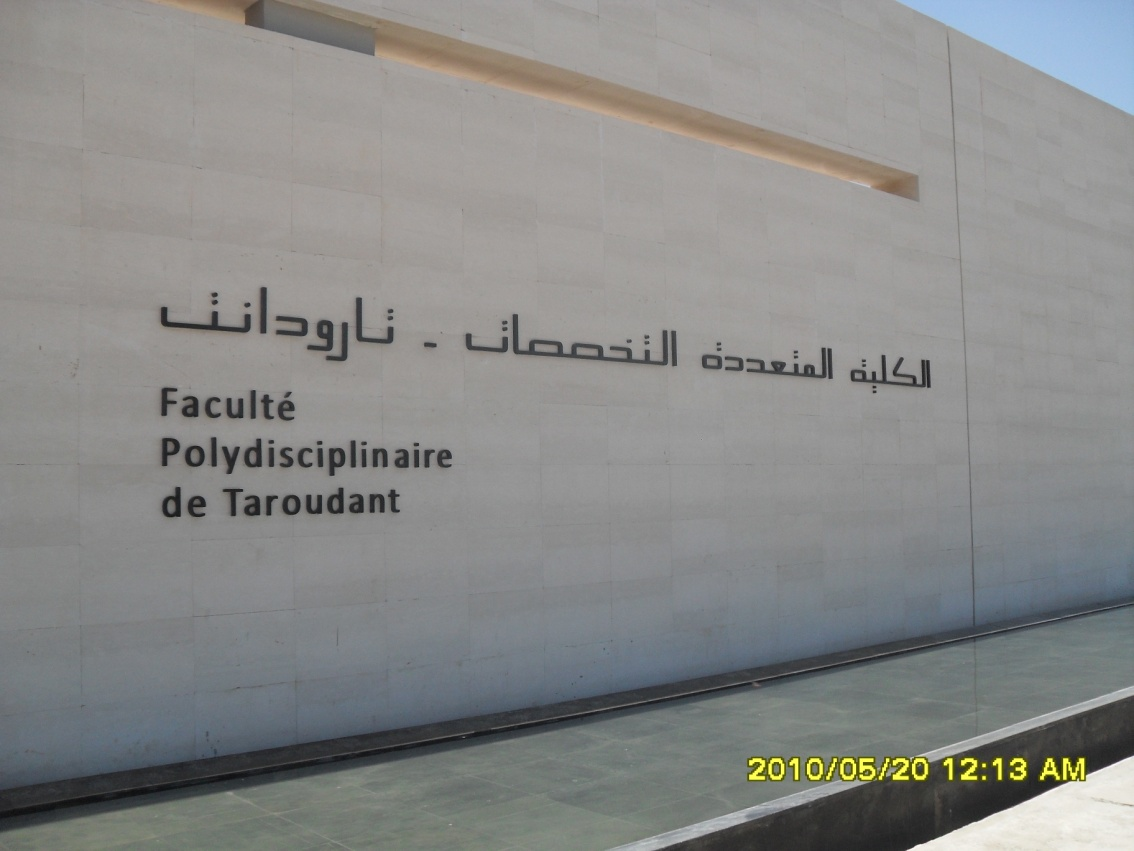 الكلية المتعددة التخصصات - تارودانت
Faculté
Polydisciplinaire
de Taroudant
2010/05/20 12:13 AM